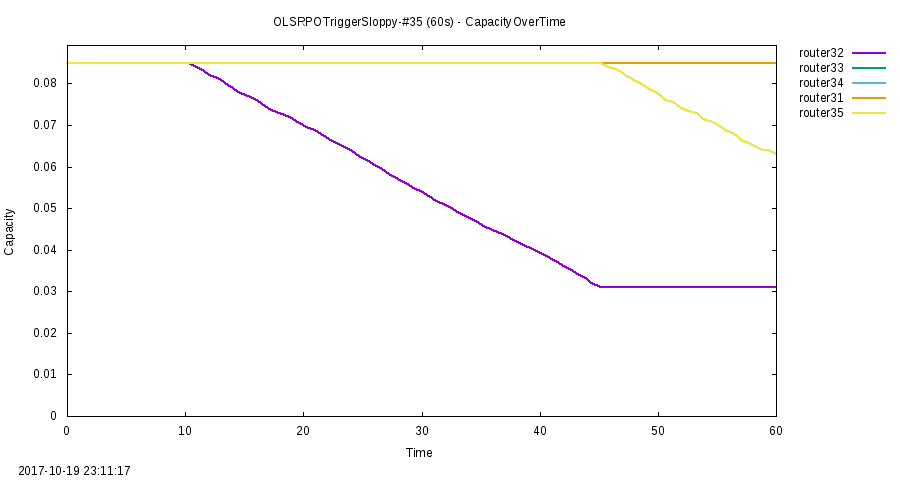 OLSRPOTriggerSloppy-#35 (60s) - CapacityOverTime
router32
router33
router34
router31
router35
0.08
0.07
0.06
0.05
0.04
0.03
0.02
0.01
0
Capacity
0 10 20 30 40 50 60
Time
2017-10-19 23:11:17